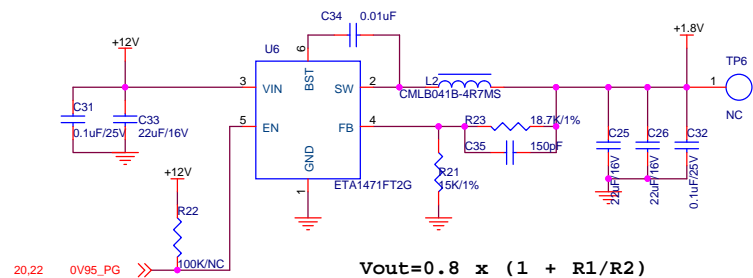 C34
0.01uF
+12V
+1.8V
U6
6
BST
3
VIN
SW
2
L2
CMLB041B-4R7MS
1
TP6
NC
C31
0.1uF/25V
C33
22uF/16V
5
EN
FB
4
R23
18.7K/1%
C35
150pF
C25
22uF/16V
C26
22uF/16V
C32
0.1uF/25V
GND
1
R21
15K/1%
ETA1471FT2G
+12V
R22
100K/NC
20,22
0V95_PG
Vout=0.8 x (1 + R1/R2)